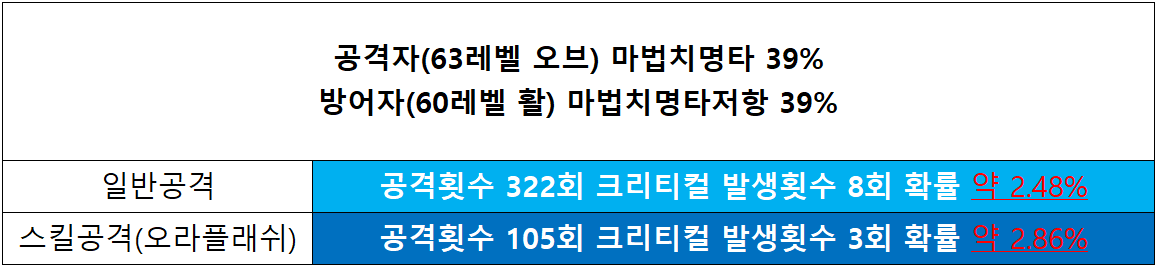 공격자(63레벨 오브) 마법치명타 39%
방어자(60레벨 활) 마법치명타저항 39%
일반공격 공격횟수 322회 크리티컬 발생횟수 8회 확률 약 2.48%
스킬공격(오라플래쉬) 공격횟수 105회 크리티컬 발생횟수 3회 확률 약 2.86%